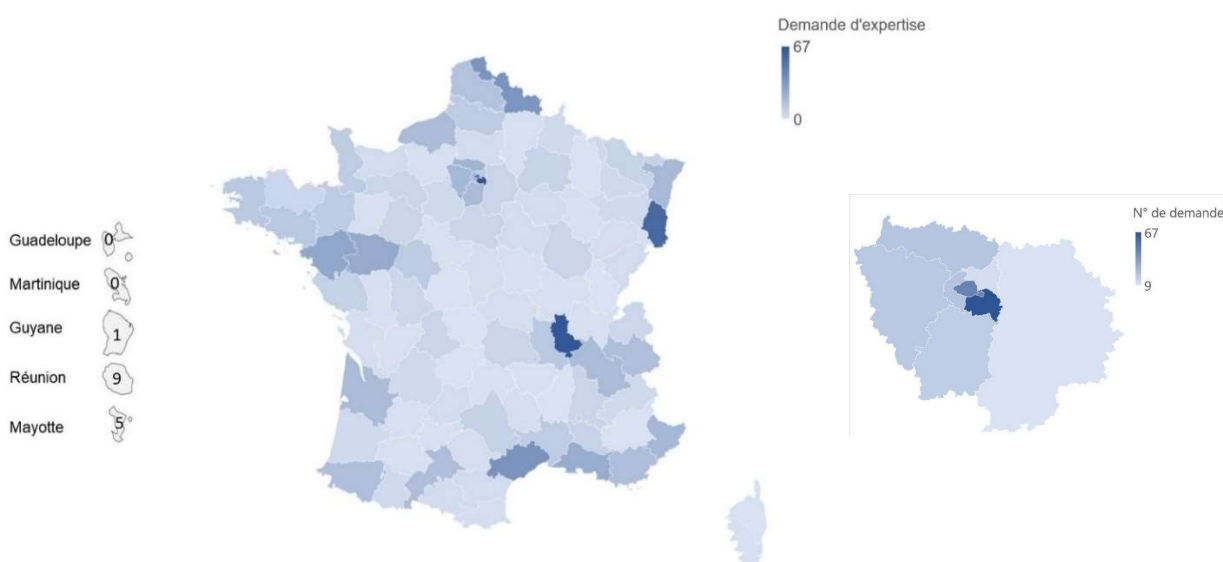 Demande d'expertise
67
0
Guadeloupe 0
Martinique 0
Guyane 1
Réunion 9
Mayotte 5
N° de demande
67
9